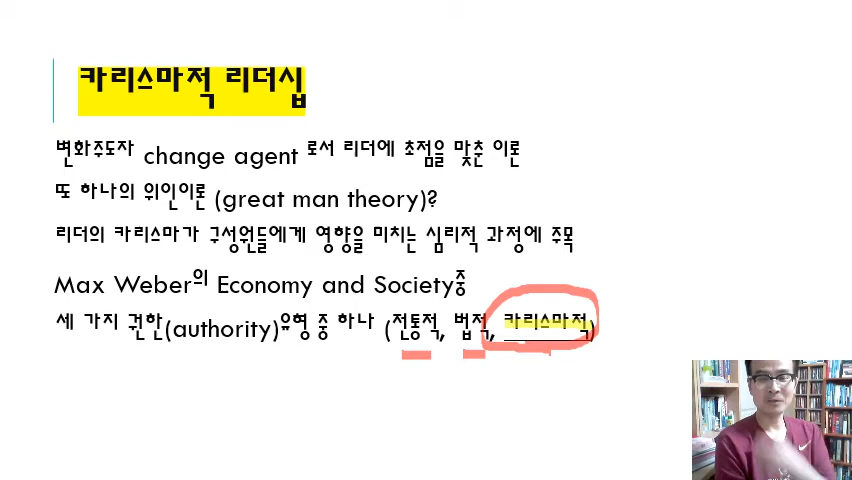 카리스마적 리더십
변화주도자 change agent 로서 리더에 초점을 맞춘 이론
또 하나의 위인이론 (great man theory)?
리더의 카리스마가 구성원들에게 영향을 미치는 심리적 과정에 주목
Max Weber의 Economy and Society중
세 가지 권한(authority)유형 중 하나 (전통적, 법적, 카리스마적)